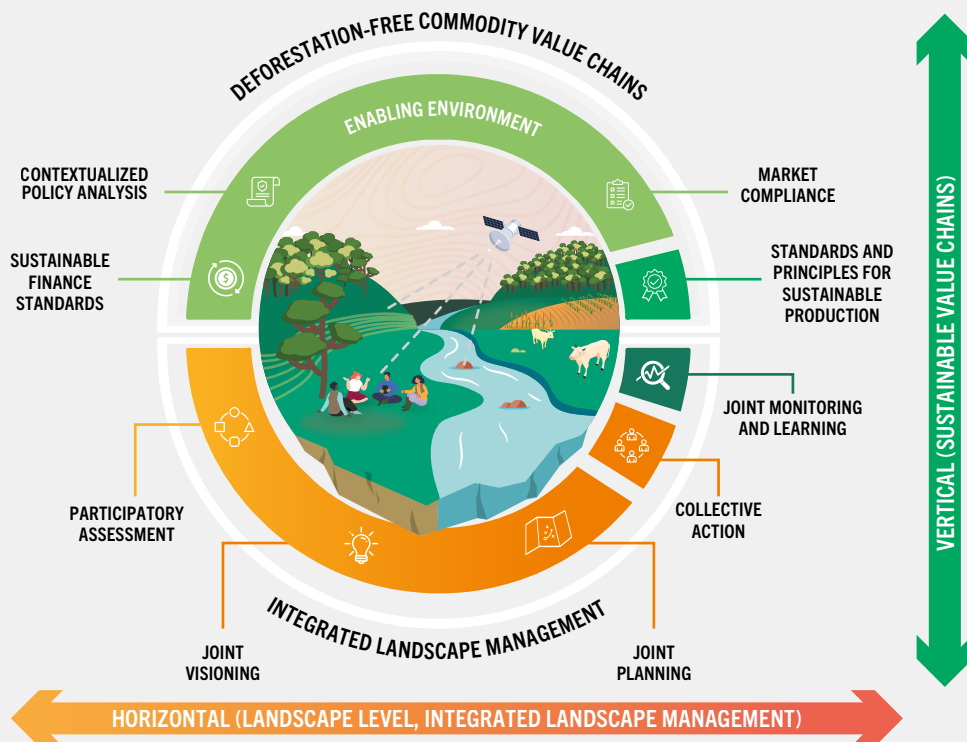 DEFORESTATION-FREE COMMODITY VALUE CHAINS
ENABLING ENVIRONMENT
CONTEXTUALIZED
POLICY ANALYSIS
MARKET
COMPLIANCE
SUSTAINABLE
FINANCE
STANDARDS
$
STANDARDS AND
PRINCIPLES FOR
SUSTAINABLE
PRODUCTION
JOINT MONITORING
AND LEARNING
PARTICIPATORY
ASSESSMENT
COLLECTIVE
ACTION
INTEGRATED LANDSCAPE MANAGEMENT
JOINT
VISIONING
JOINT
PLANNING
VERTICAL (SUSTAINABLE VALUE CHAINS)
HORIZONTAL (LANDSCAPE LEVEL, INTEGRATED LANDSCAPE MANAGEMENT)